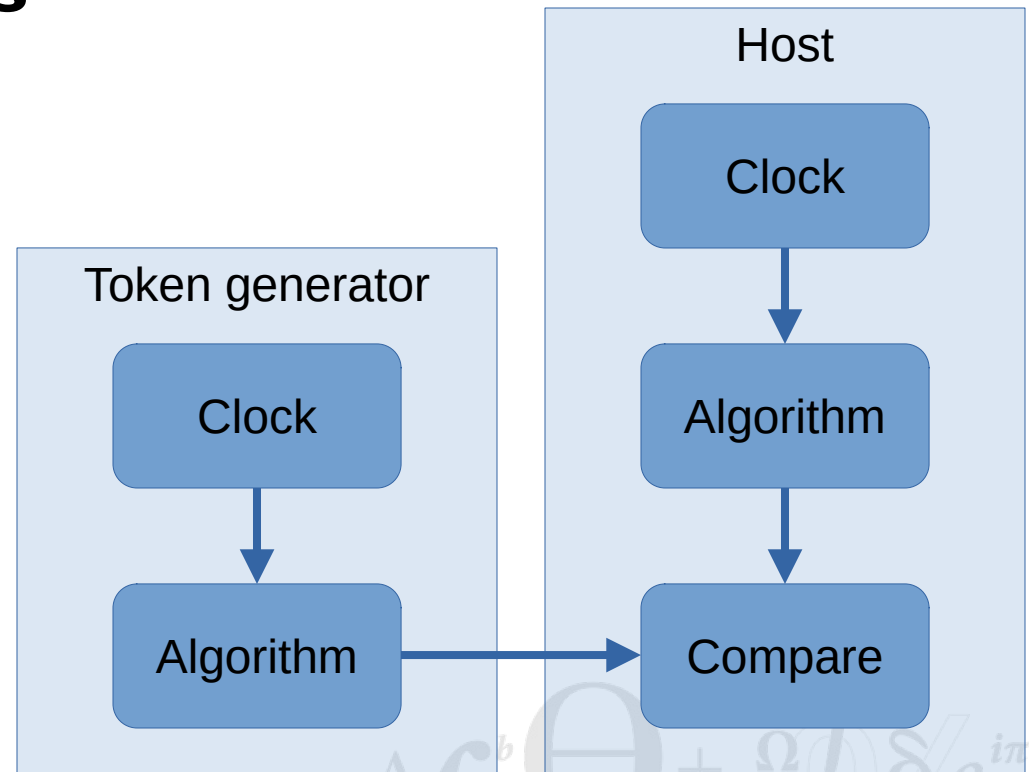 s
Host
Clock
Token generator
Clock
Algorithm
Algorithm
Compare